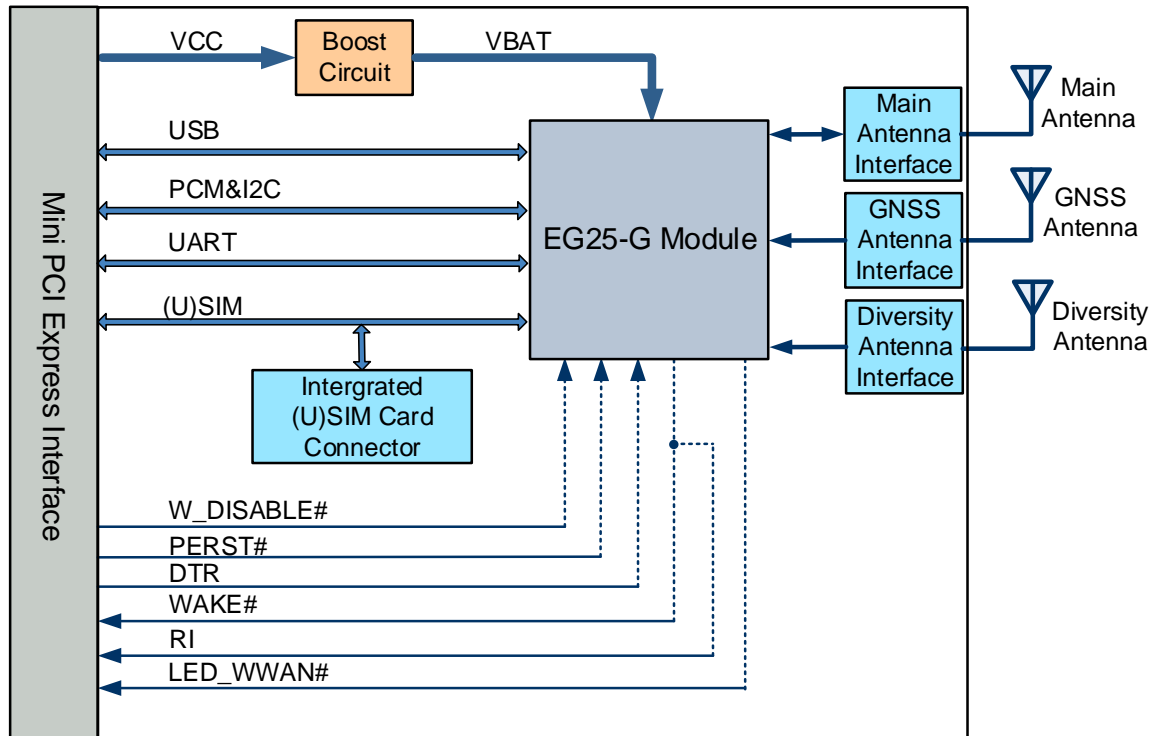 Mini PCI Express Interface
VCC
Boost
Circuit
VBAT
USB
PCM&I2C
UART
(U)SIM
Intergrated
(U)SIM Card
Connector
EG25-G Module
Main
Antenna
Interface
GNSS
Antenna
Interface
Diversity
Antenna
Interface
Main
Antenna
GNSS
Antenna
Diversity
Antenna
W_DISABLE#
PERST#
DTR
WAKE#
RI
LED_WWAN#